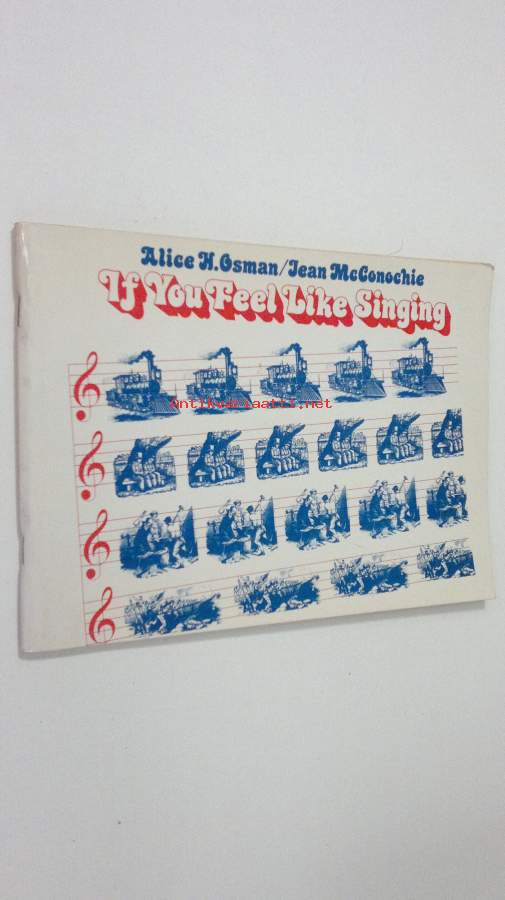 Alice H. Osman/Jean McConochie
If You Feel Like Singing
Antikvariaatti.net